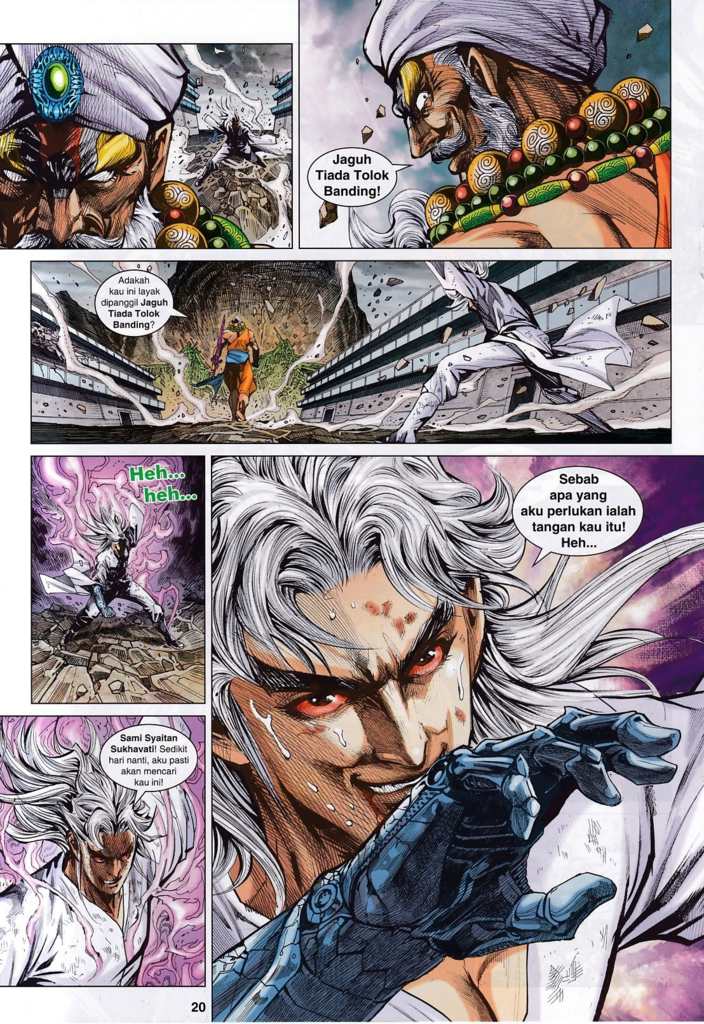 Jaguh
Tiada Tolok
Banding!
Adakah
kau ini layak
dipanggil Jaguh
Tiada Tolok
Banding?
Heh...
heh...
Sebab
apa yang
aku perlukan ialah
tangan kau itu!
Heh...
Sami Syaitan
Sukhavati! Sedikit
hari nanti, aku pasti
akan mencari
kau ini!
20